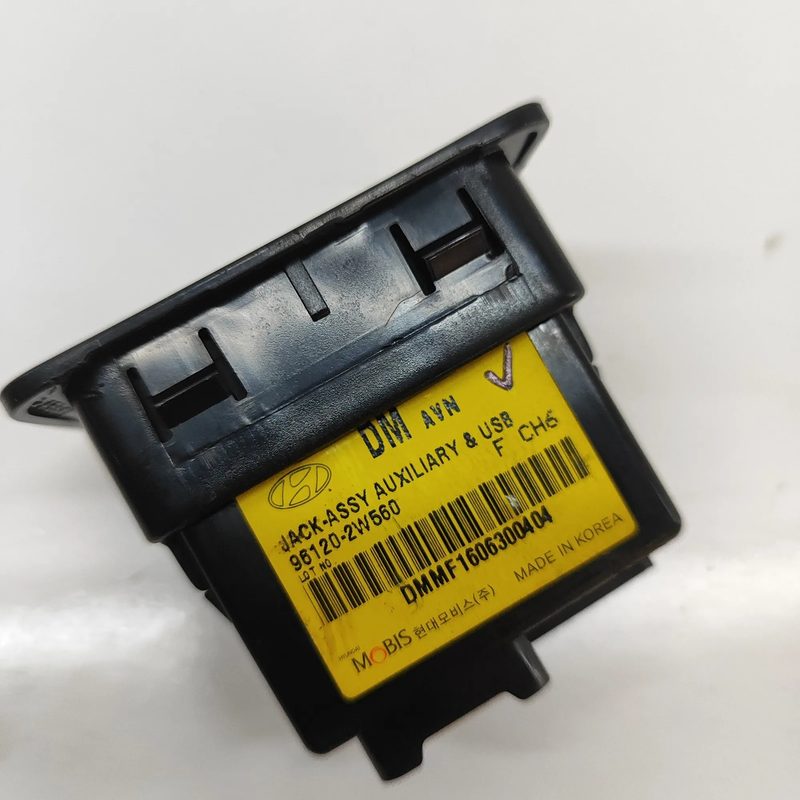 DM AVN
JACK-ASSY AUXILIARY & USB
96120-2W560 F CH6
LOT NO
DMMF1606300404
HYUNDAI MOBIS 현대모비스(주) MADE IN KOREA